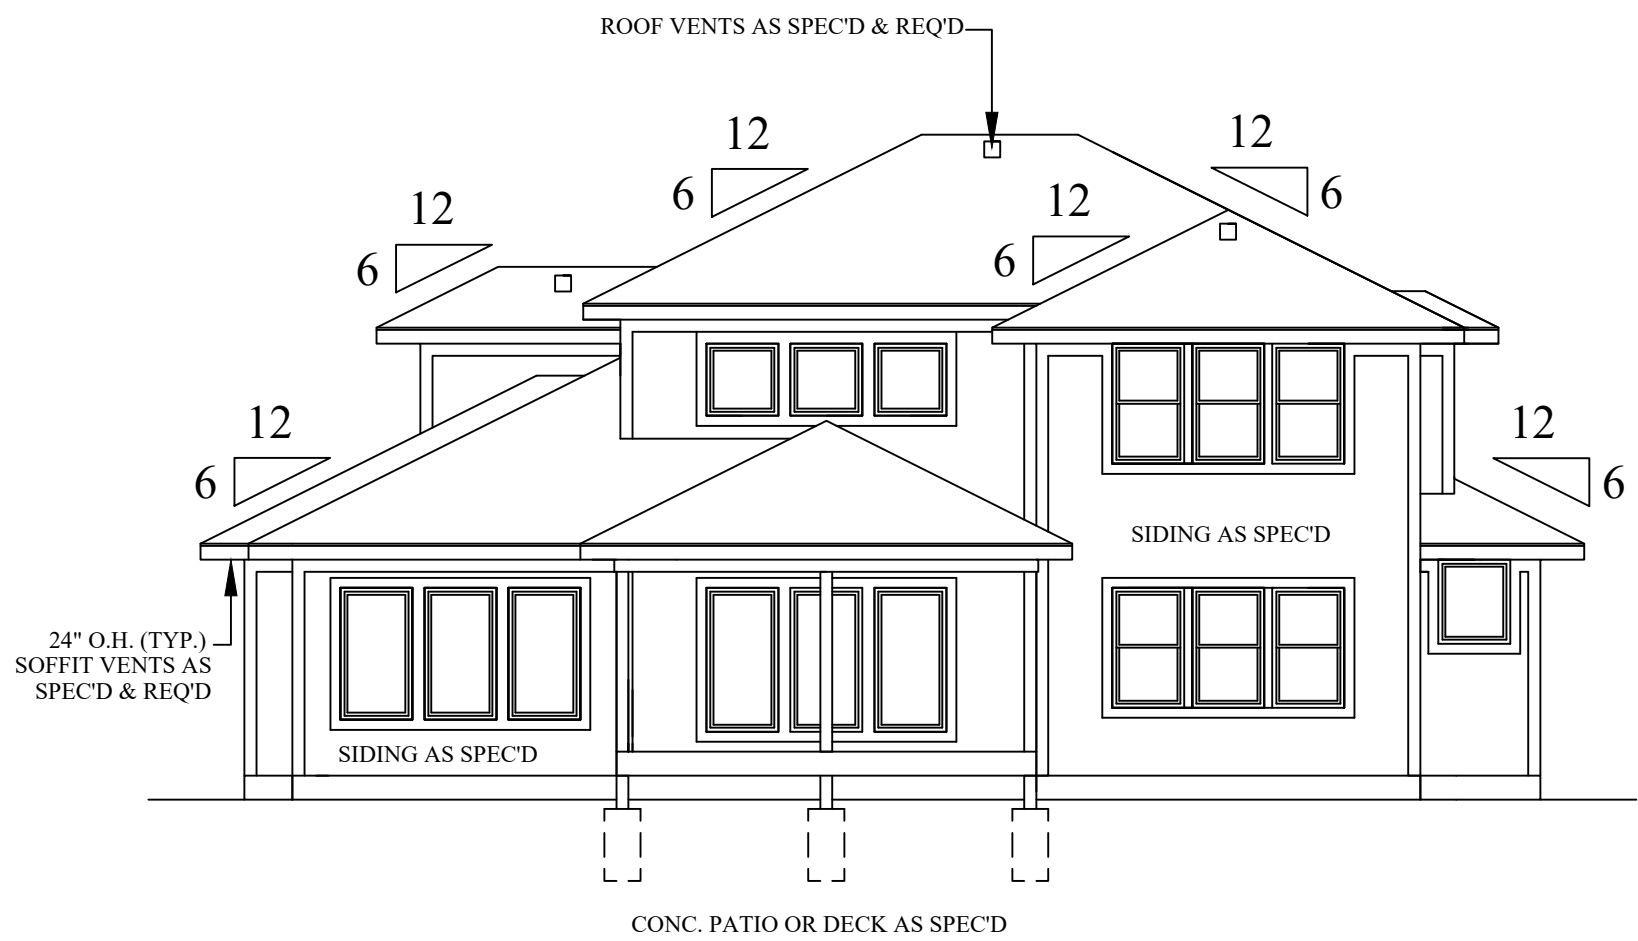 ROOF VENTS AS SPEC'D & REQ'D
12
6
12
6
12
6
12
6
12
6
12
6
SIDING AS SPEC'D
24" O.H. (TYP.)
SOFFIT VENTS AS
SPEC'D & REQ'D
SIDING AS SPEC'D
CONC. PATIO OR DECK AS SPEC'D